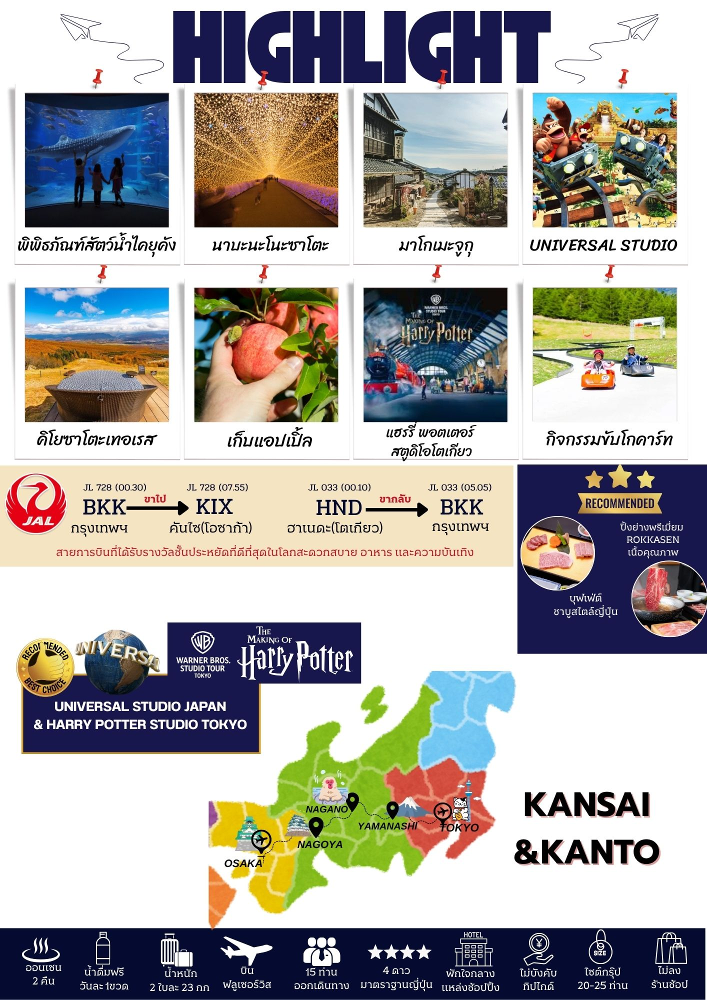 HIGHLIGHT
พิพิธภัณฑ์สัตว์น้ำไคยุคัง
นาบะนะโนะซาโตะ
มาโกเมะจูกุ
UNIVERSAL STUDIO
WARNER BROS.
STUDIO TOUR
TOKYO
THE
MAKING OF
Harry Potter
75
คิโยซาโตะเทอเรส
เก็บแอปเปิ้ล
แฮรรี่ พอตเตอร์
สตูดิโอโตเกียว
กิจกรรมขับโกคาร์ท
JAL
JL 728 (00.30)
BKK
กรุงเทพฯ
ขาไป
JL 728 (07.55)
KIX
คันไซ(โอซาก้า)
JL 033 (00.10)
HND
ฮาเนดะ(โตเกียว)
ขากลับ
JL 033 (05.05)
BKK
กรุงเทพฯ
สายการบินที่ได้รับรางวัลชั้นประหยัดที่ดีที่สุดในโลกสะดวกสบาย อาหาร และความบันเทิง
RECOMMENDED
ปิ้งย่างพรีเมี่ยม
ROKKASEN
เนื้อคุณภาพ
บุฟเฟ่ต์
ชาบูสไตล์ญี่ปุ่น
RECOMMENDED
BEST CHOICE
UNIVERSAL
WB
WARNER BROS.
STUDIO TOUR
TOKYO
THE
MAKING OF
Harry Potter
UNIVERSAL STUDIO JAPAN
& HARRY POTTER STUDIO TOKYO
NAGANO
YAMANASHI
TOKYO
NAGOYA
OSAKA
KANSAI
&KANTO
ออนเซน
2 คืน
น้ำดื่มฟรี
วันละ 1ขวด
น้ำหนัก
2 ใบละ 23 กก
บิน
ฟลูเซอร์วิส
15 ท่าน
ออกเดินทาง
4 ดาว
มาตราฐานญี่ปุ่น
HOTEL
พักใจกลาง
แหล่งช้อปปิ้ง
¥
ไม่บังคับ
ทิปไกด์
SIZE
ไซต์กรุ๊ป
20-25 ท่าน
ไม่ลง
ร้านช้อป